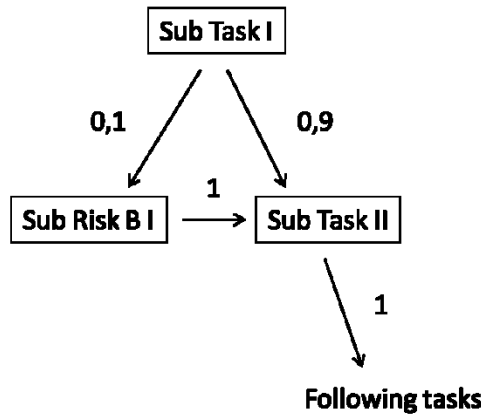 Sub Task I
0,1
0,9
1
Sub Risk B I
Sub Task II
1
Following tasks